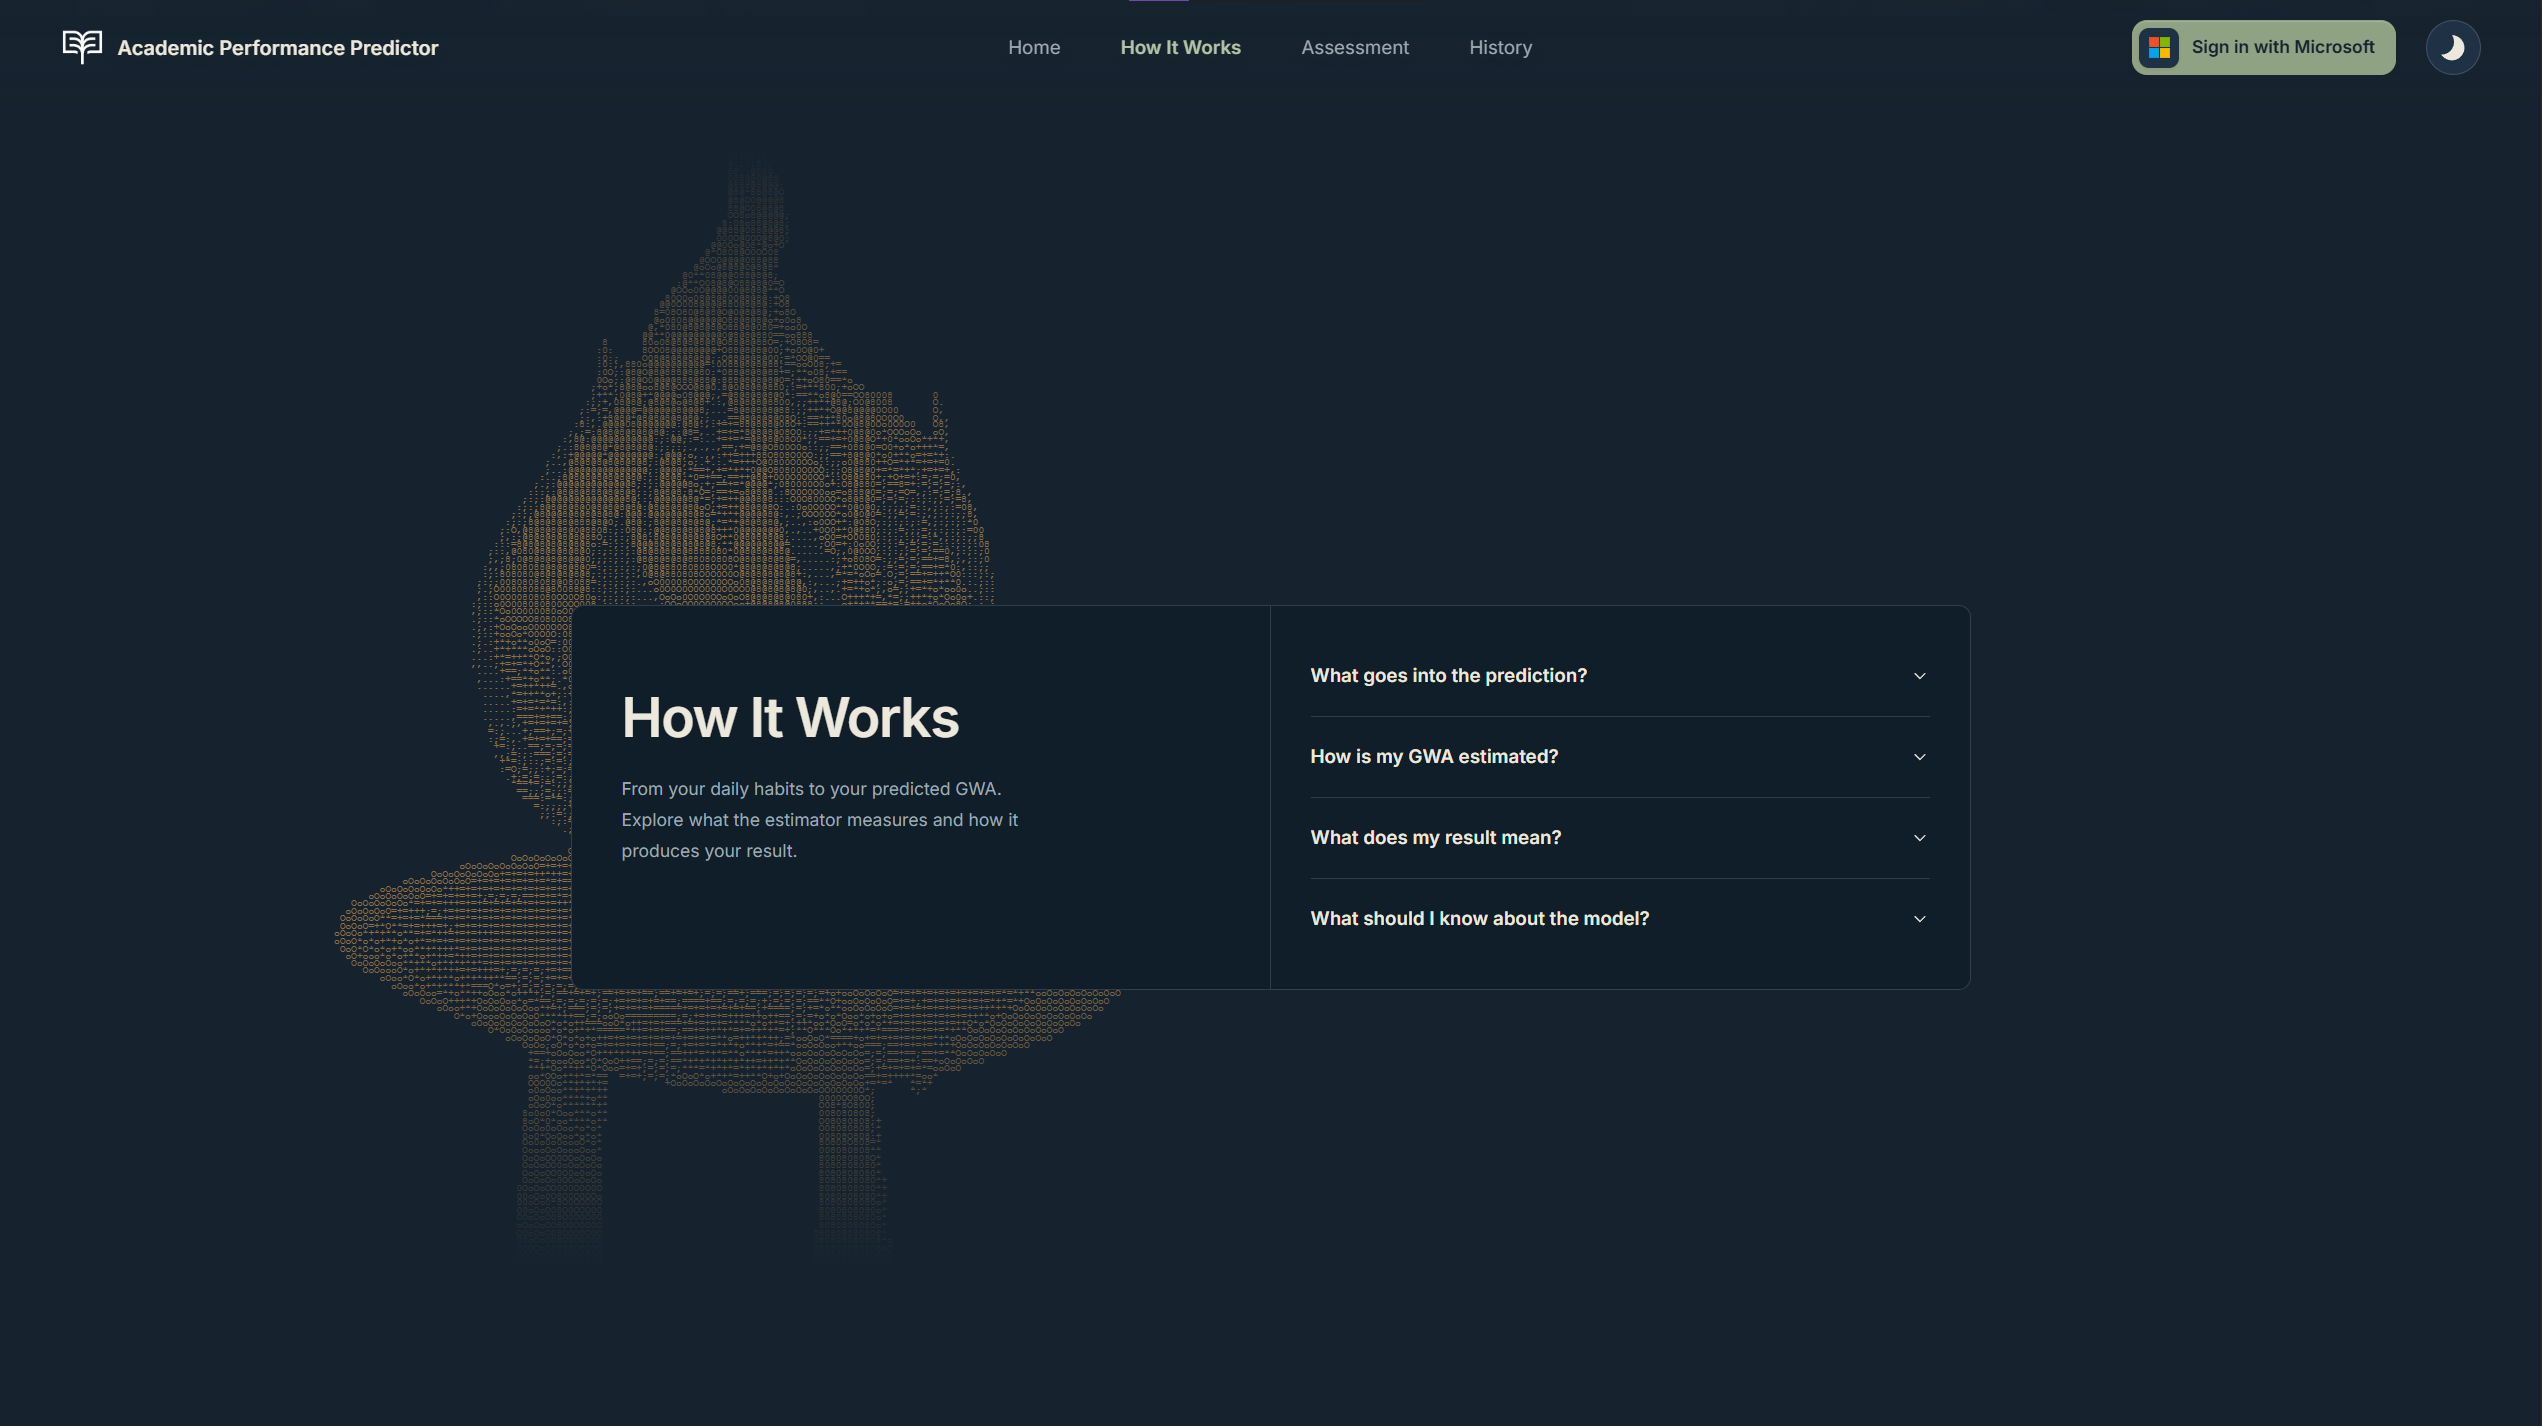 Academic Performance Predictor
Home
How It Works
Assessment
History
Sign in with Microsoft
How It Works
From your daily habits to your predicted GWA.
Explore what the estimator measures and how it
produces your result.
What goes into the prediction?
How is my GWA estimated?
What does my result mean?
What should I know about the model?